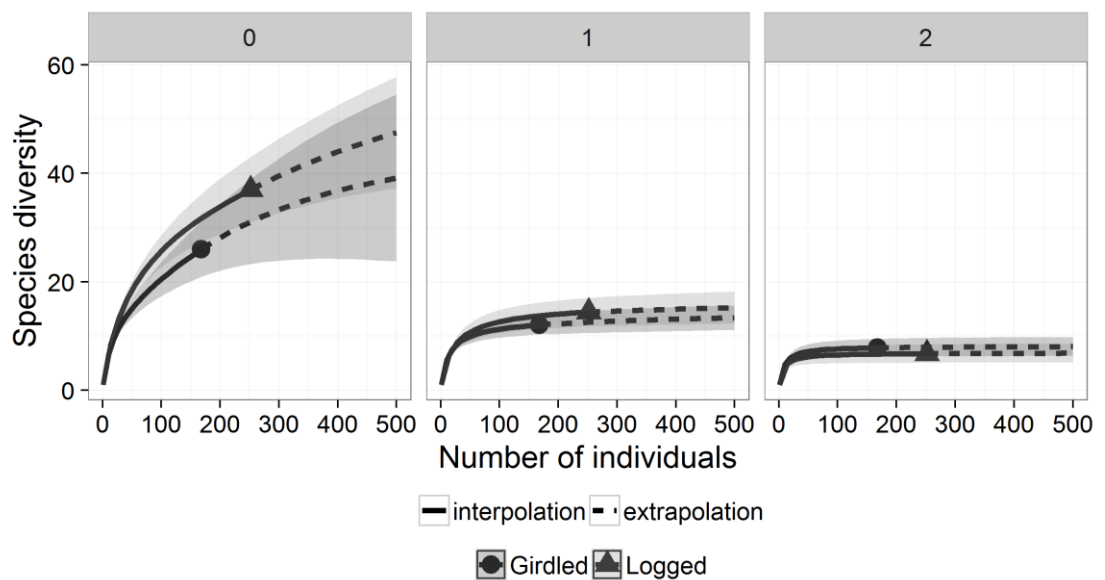 0 1 2
Species diversity
60
40
20
0
0 100 200 300 400 500 0 100 200 300 400 500 0 100 200 300 400 500
Number of individuals
interpolation extrapolation
Girdled Logged